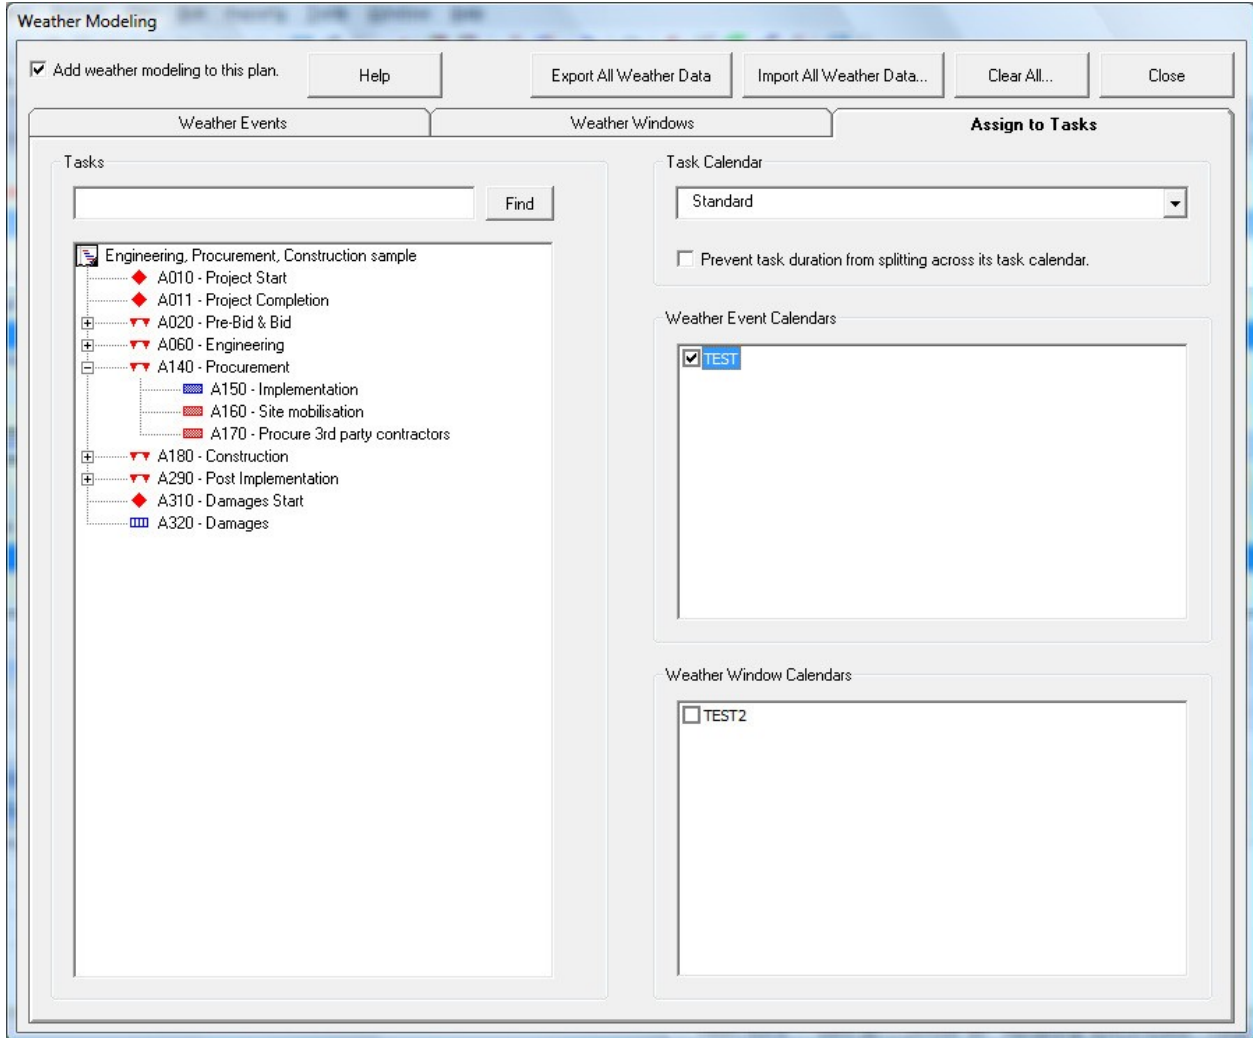 Weather Modeling
Add weather modeling to this plan.
Help
Export All Weather Data
Import All Weather Data...
Clear All...
Close
Weather Events
Weather Windows
Assign to Tasks
Tasks
Find
Engineering, Procurement, Construction sample
A010 - Project Start
A011 - Project Completion
A020 - Pre-Bid & Bid
A060 - Engineering
A140 - Procurement
A150 - Implementation
A160 - Site mobilisation
A170 - Procure 3rd party contractors
A180 - Construction
A290 - Post Implementation
A310 - Damages Start
A320 - Damages
Task Calendar
Standard
Prevent task duration from splitting across its task calendar.
Weather Event Calendars
TEST
Weather Window Calendars
TEST2